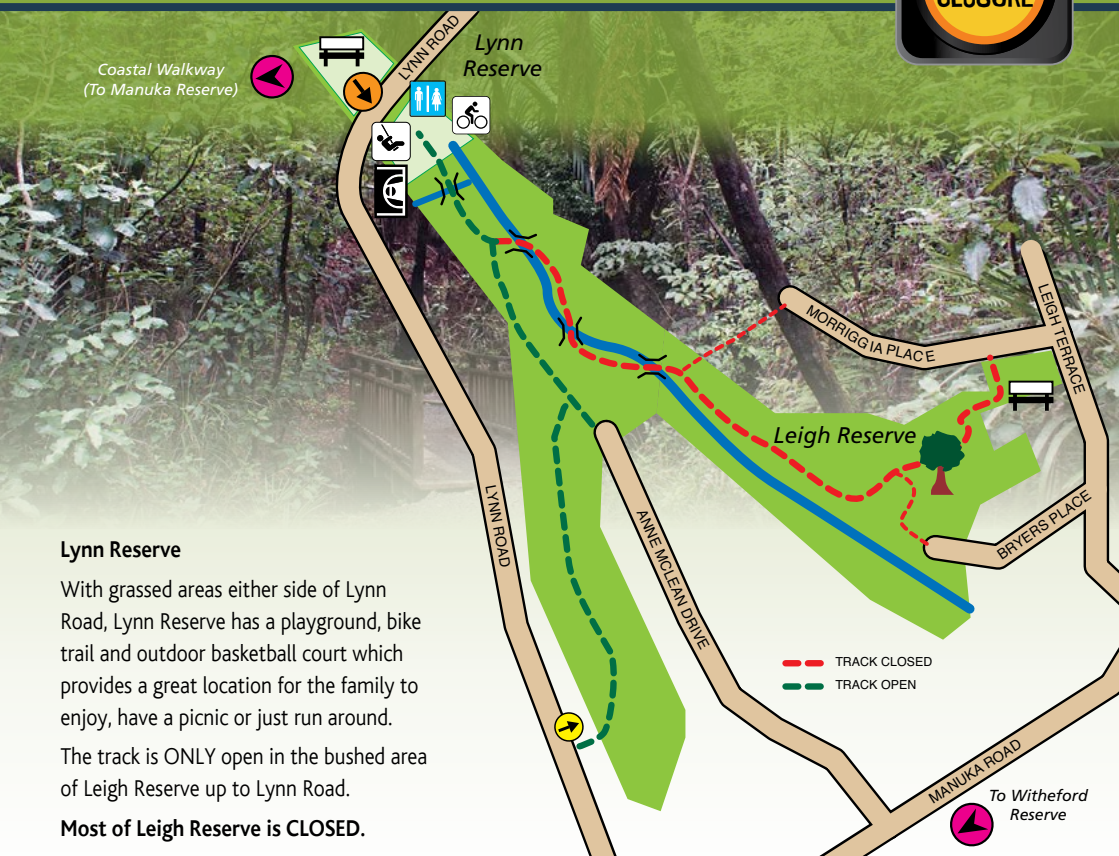 CLOSURE
Coastal Walkway
(To Manuka Reserve)
LYNN ROAD
Lynn
Reserve
MORRIGGIA PLACE
LEIGH TERRACE
Leigh Reserve
BRYERS PLACE
LYNN ROAD
ANNE MCLEAN DRIVE
TRACK CLOSED
TRACK OPEN
MANUKA ROAD
To Witheford
Reserve
Lynn Reserve
With grassed areas either side of Lynn
Road, Lynn Reserve has a playground, bike
trail and outdoor basketball court which
provides a great location for the family to
enjoy, have a picnic or just run around.
The track is ONLY open in the bushed area
of Leigh Reserve up to Lynn Road.
Most of Leigh Reserve is CLOSED.